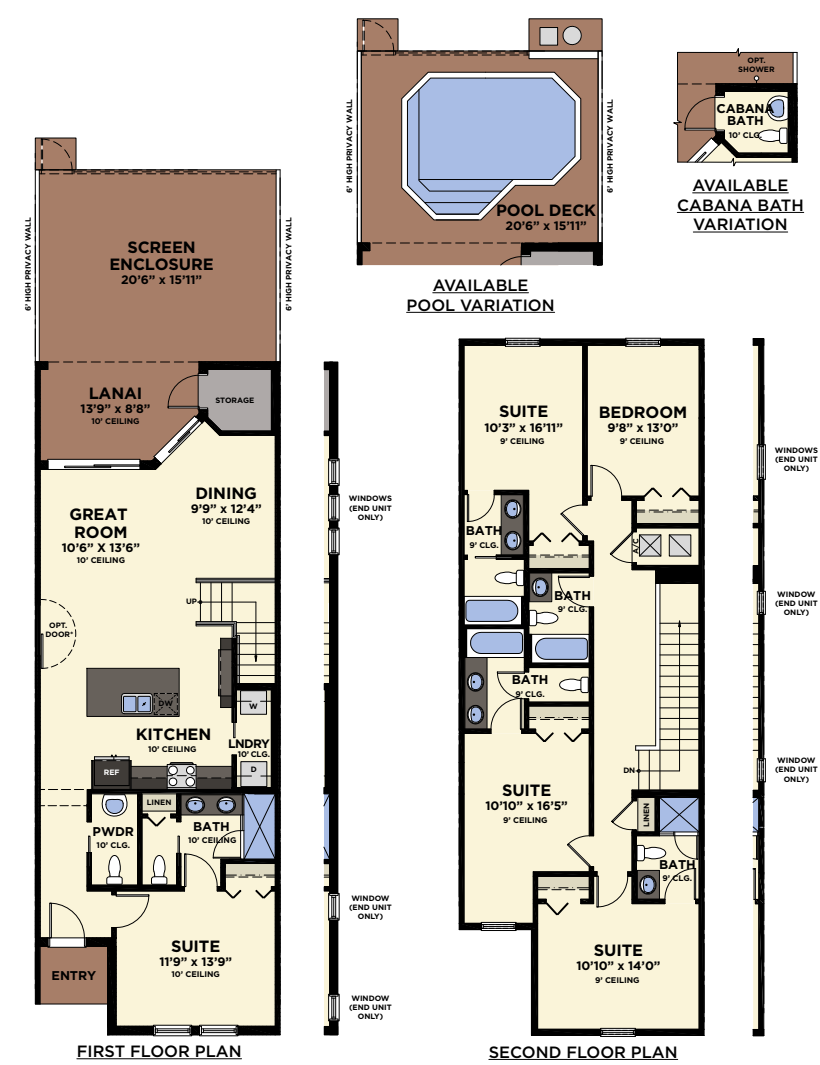 6' HIGH PRIVACY WALL
6' HIGH PRIVACY WALL
POOL DECK
20'6" x 15'11"
AVAILABLE
POOL VARIATION
OPT.
SHOWER
CABANA
BATH
10' CLG.
AVAILABLE
CABANA BATH
VARIATION
6' HIGH PRIVACY WALL
6' HIGH PRIVACY WALL
SCREEN
ENCLOSURE
20'6" x 15'11"
LANAI
13'9" x 8'8"
10' CEILING
STORAGE
DINING
9'9" x 12'4"
10' CEILING
GREAT
ROOM
10'6" X 13'6"
10' CEILING
WINDOWS
(END UNIT
ONLY)
UP
OPT.
DOOR*
DW
W
KITCHEN
10' CEILING
LNDRY
10' CLG.
D
REF
LINEN
PWDR
10' CLG.
BATH
10' CEILING
WINDOW
(END UNIT
ONLY)
SUITE
11'9" x 13'9"
10' CEILING
ENTRY
WINDOW
(END UNIT
ONLY)
FIRST FLOOR PLAN
SUITE
10'3" x 16'11"
9' CEILING
BEDROOM
9'8" x 13'0"
9' CEILING
WINDOWS
(END UNIT
ONLY)
BATH
9' CLG.
A/C
BATH
9' CLG.
WINDOW
(END UNIT
ONLY)
BATH
9' CLG.
DN
WINDOW
(END UNIT
ONLY)
SUITE
10'10" x 16'5"
9' CEILING
LINEN
BATH
9' CLG.
SUITE
10'10" x 14'0"
9' CEILING
SECOND FLOOR PLAN